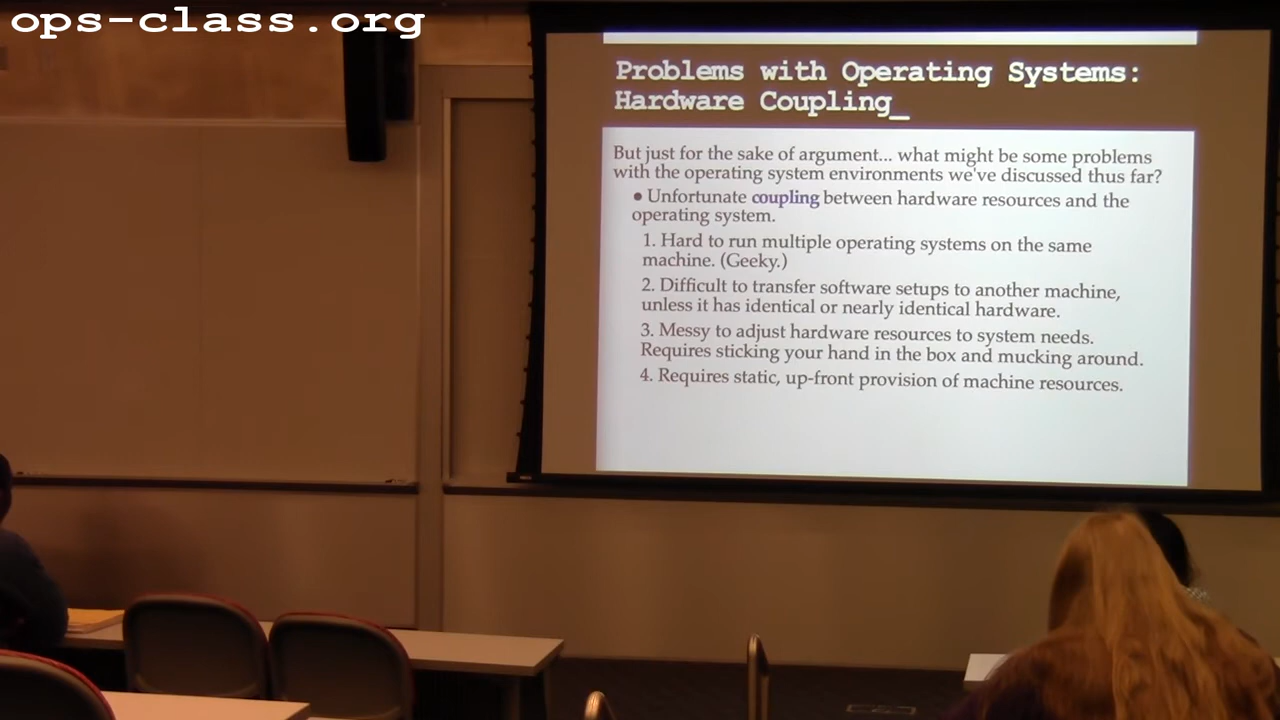 ops-class.org
Problems with Operating Systems:
Hardware Coupling_
But just for the sake of argument... what might be some problems
with the operating system environments we've discussed thus far?
● Unfortunate coupling between hardware resources and the
operating system.
1. Hard to run multiple operating systems on the same
machine. (Geeky.)
2. Difficult to transfer software setups to another machine,
unless it has identical or nearly identical hardware.
3. Messy to adjust hardware resources to system needs.
Requires sticking your hand in the box and mucking around.
4. Requires static, up-front provision of machine resources.